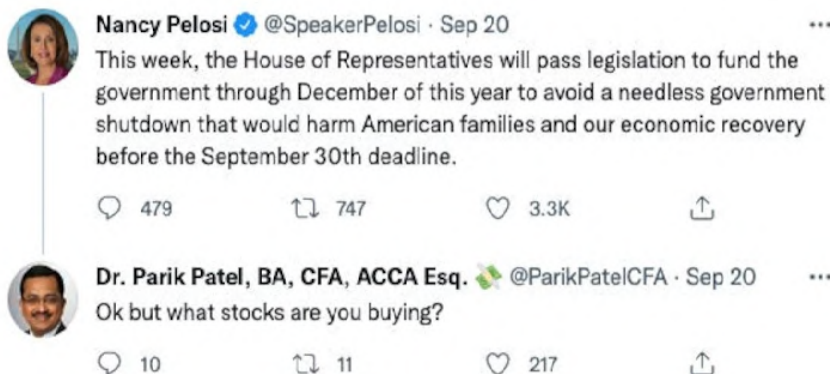 Nancy Pelosi @SpeakerPelosi · Sep 20
This week, the House of Representatives will pass legislation to fund the
government through December of this year to avoid a needless government
shutdown that would harm American families and our economic recovery
before the September 30th deadline.
479 747 3.3K
Dr. Parik Patel, BA, CFA, ACCA Esq. 💸 @ParikPatelCFA · Sep 20
Ok but what stocks are you buying?
10 11 217